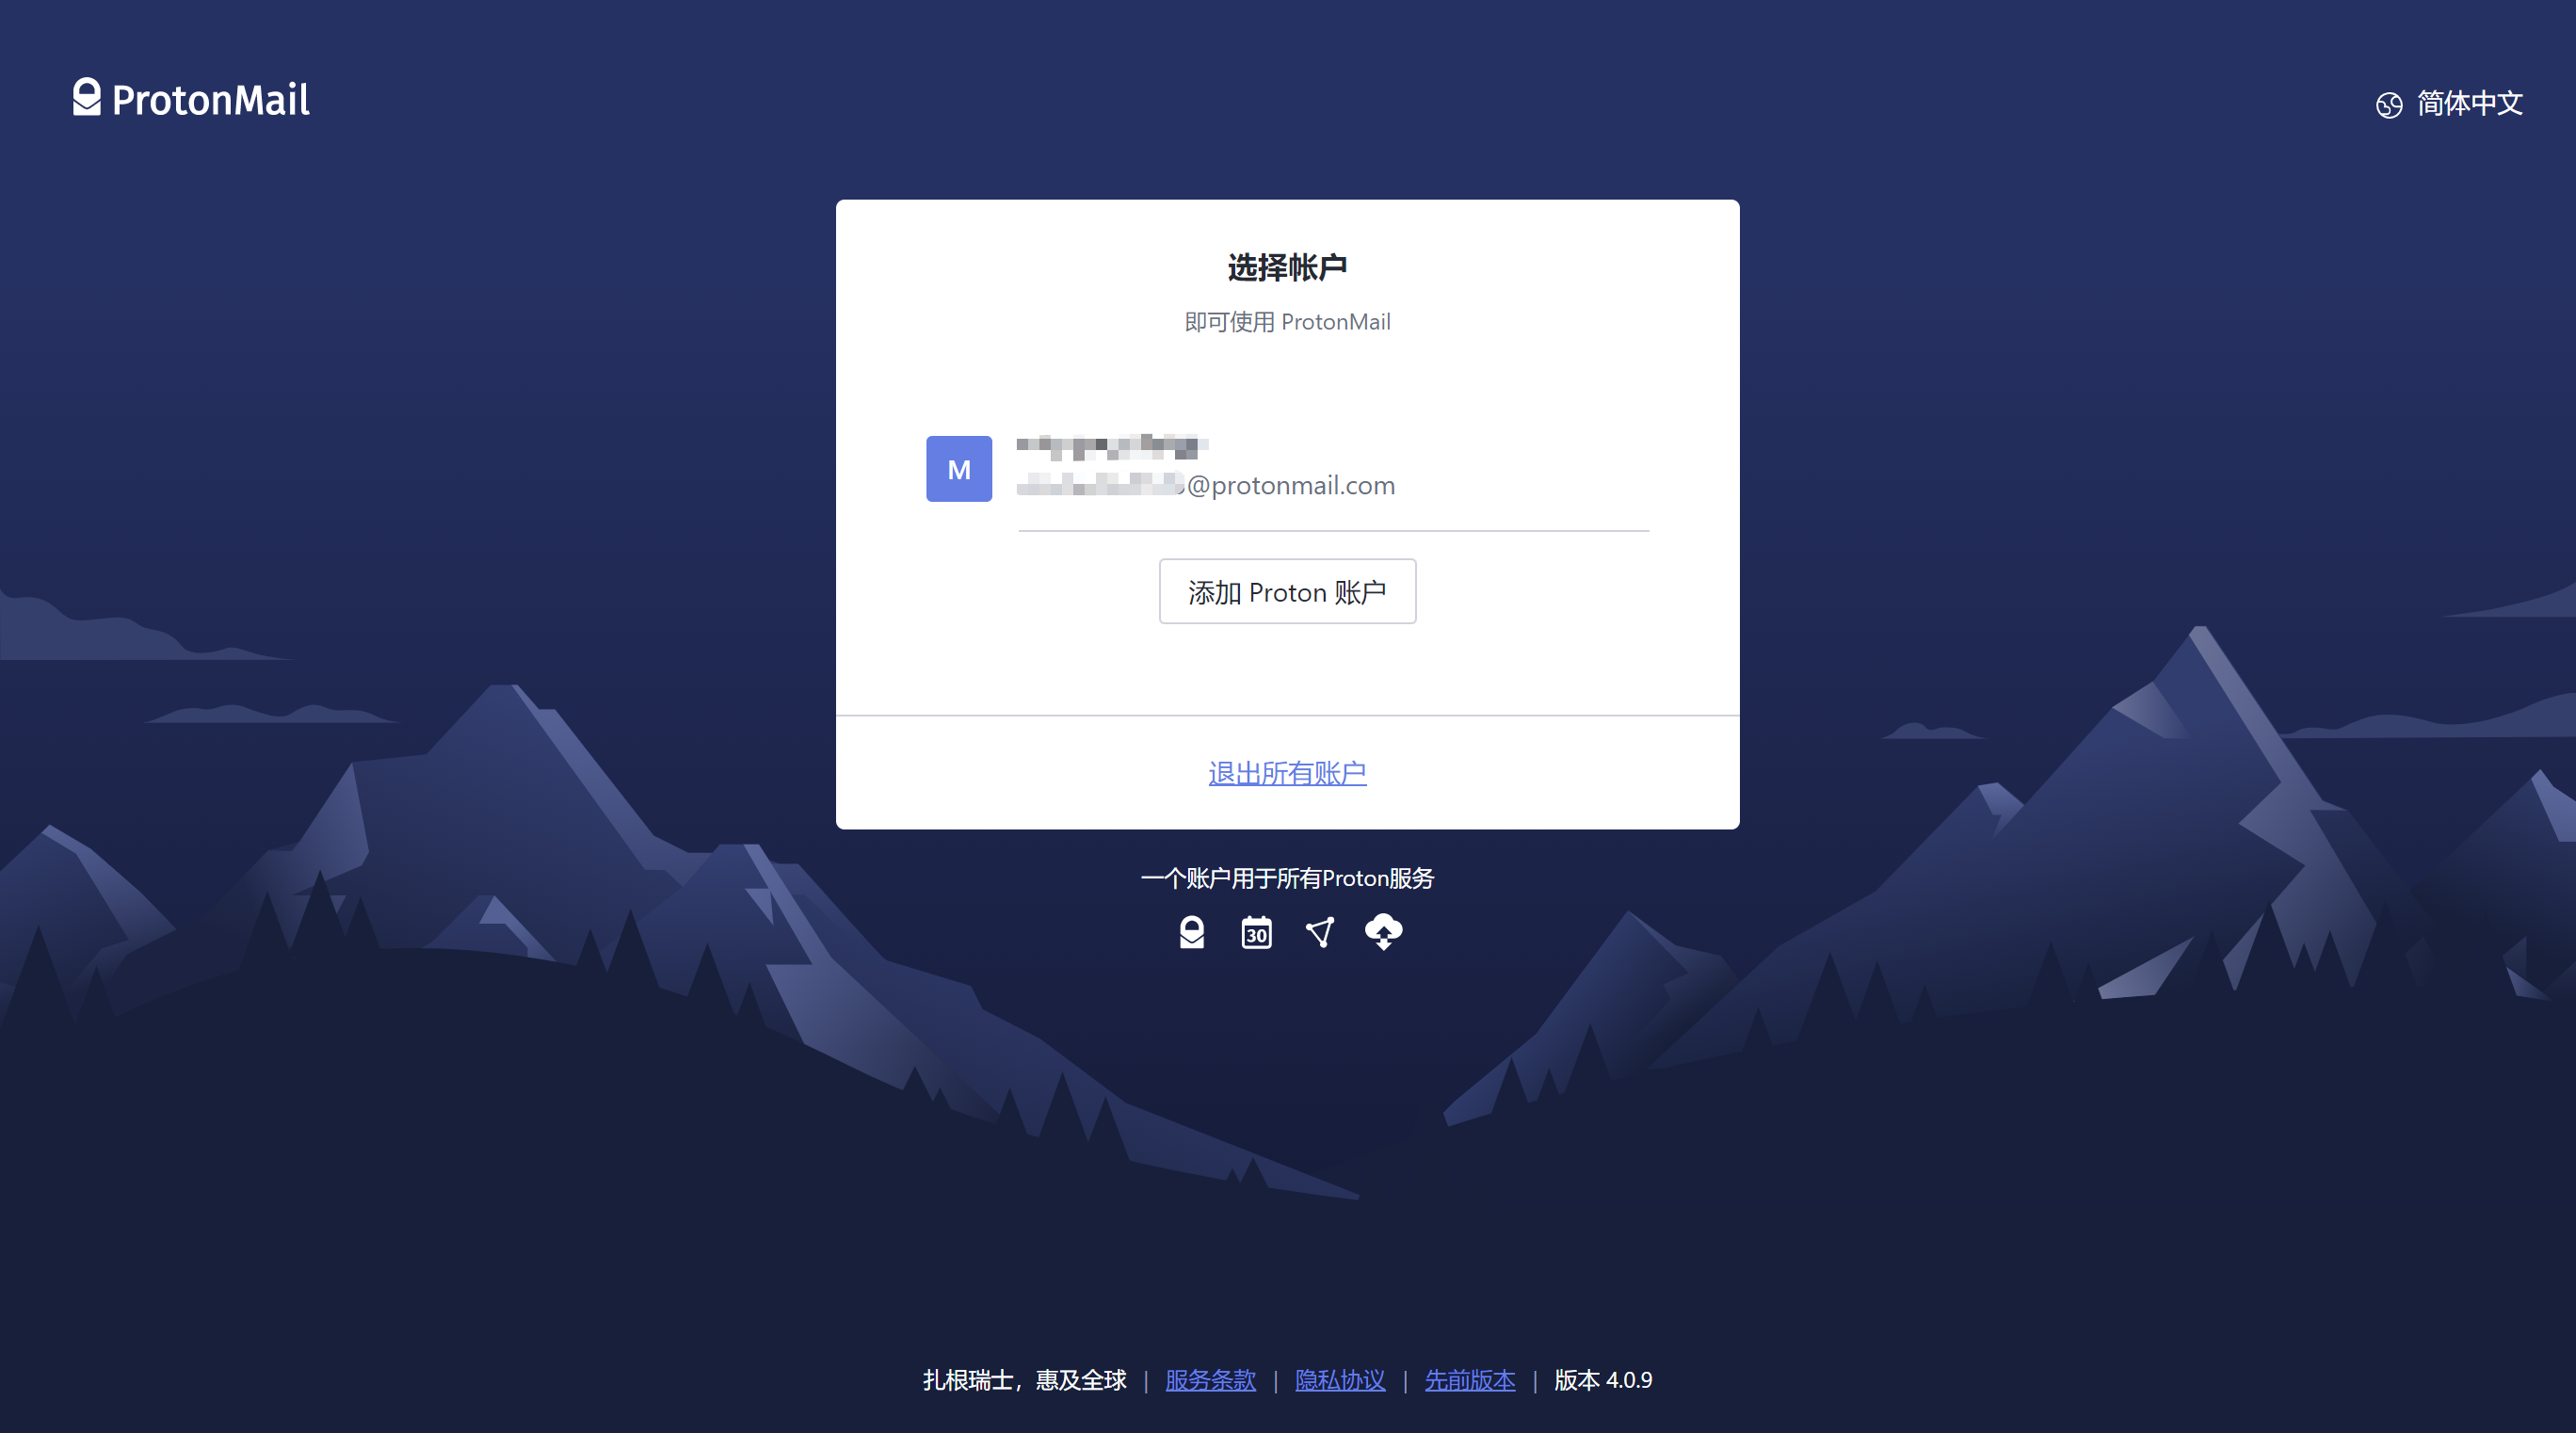 ProtonMail
简体中文
选择帐户
即可使用 ProtonMail
M
@protonmail.com
添加 Proton 账户
退出所有账户
一个账户用于所有Proton服务
30
扎根瑞士，惠及全球 | 服务条款 | 隐私协议 | 先前版本 | 版本 4.0.9